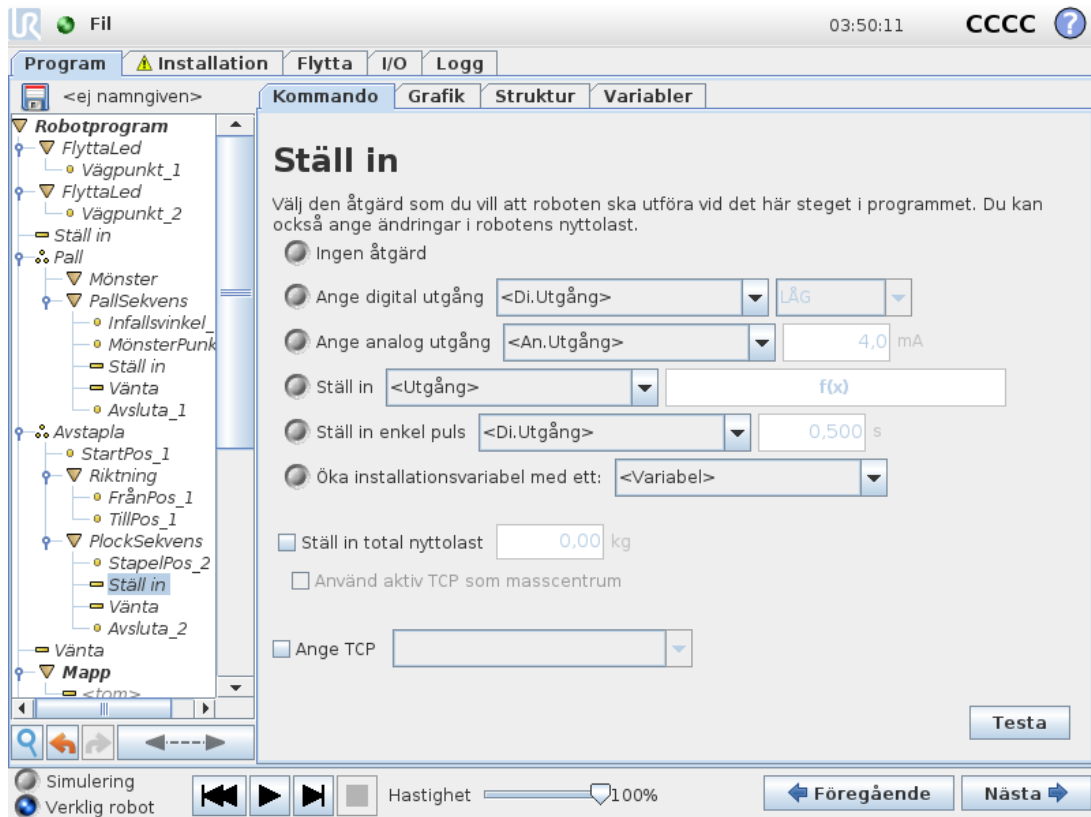 Fil 03:50:11 CCCC ?
Program Installation Flytta I/O Logg
<ej namngiven>
Kommando Grafik Struktur Variabler
Robotprogram
FlyttaLed
Vägpunkt_1
FlyttaLed
Vägpunkt_2
Ställ in
Pall
Mönster
PallSekvens
Infallsvinkel_
MönsterPunk
Ställ in
Vänta
Avsluta_1
Avstapla
StartPos_1
Riktning
FrånPos_1
TillPos_1
PlockSekvens
StapelPos_2
Ställ in
Vänta
Avsluta_2
Vänta
Mapp
<tom>
Ställ in
Välj den åtgärd som du vill att roboten ska utföra vid det här steget i programmet. Du kan
också ange ändringar i robotens nyttolast.
Ingen åtgärd
Ange digital utgång <Di.Utgång> LÅG
Ange analog utgång <An.Utgång> 4,0 mA
Ställ in <Utgång> f(x)
Ställ in enkel puls <Di.Utgång> 0,500 s
Öka installationsvariabel med ett: <Variabel>
Ställ in total nyttolast 0,00 kg
Använd aktiv TCP som masscentrum
Ange TCP
Testa
Simulering
Verklig robot
Hastighet 100%
Föregående Nästa